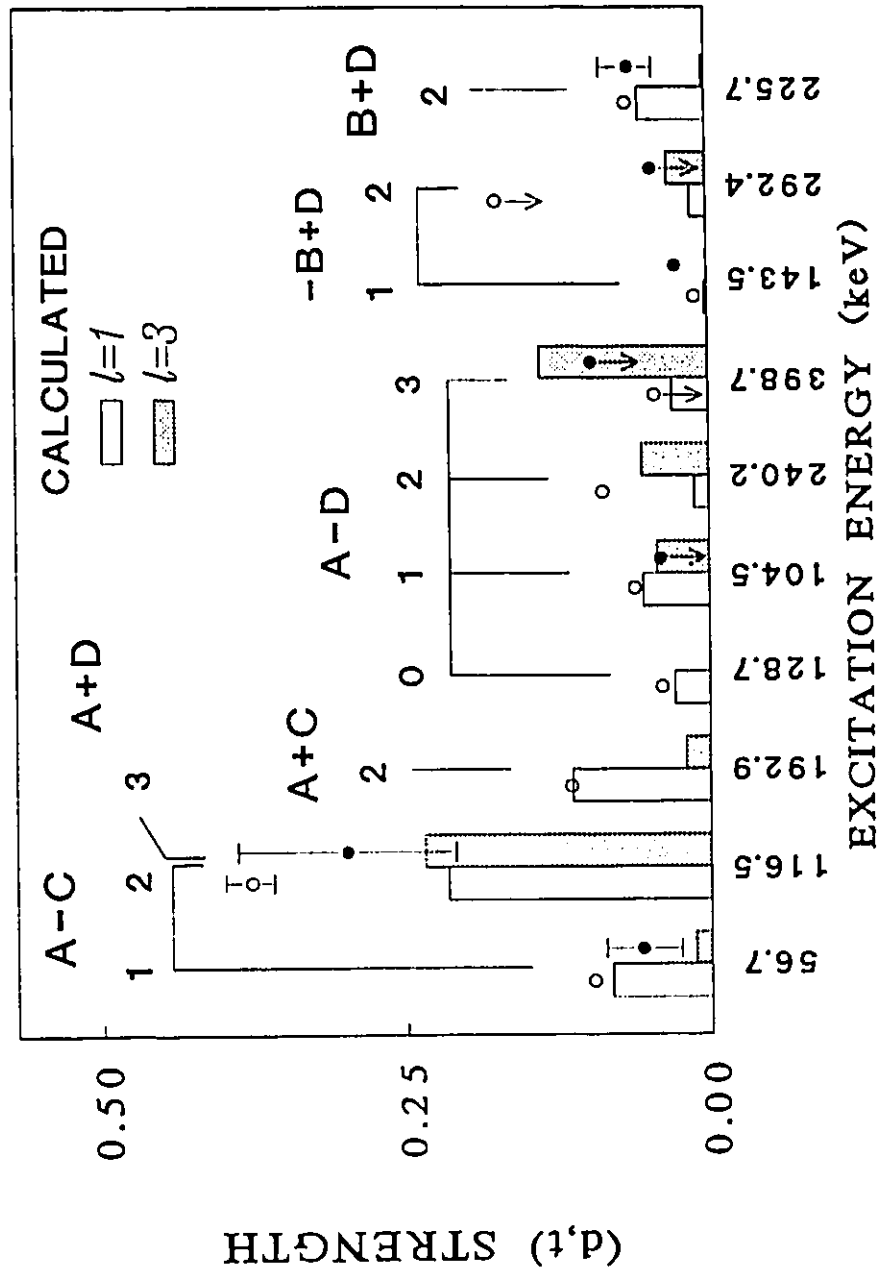 CALCULATED
l=1
l=3
A−C
1
2
A+D
3
A+C
2
A−D
0
1
2
3
−B+D
1
2
B+D
2
0.50
0.25
0.00
(d,t) STRENGTH
56.7
116.5
192.9
128.7
104.5
240.2
398.7
143.5
292.4
225.7
EXCITATION ENERGY (keV)